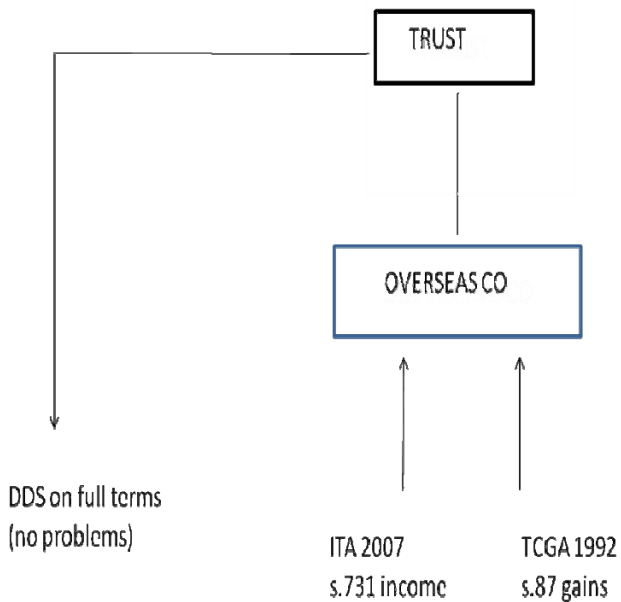 TRUST
OVERSEAS CO
DDS on full terms
(no problems)
ITA 2007
s.731 income
TCGA 1992
s.87 gains